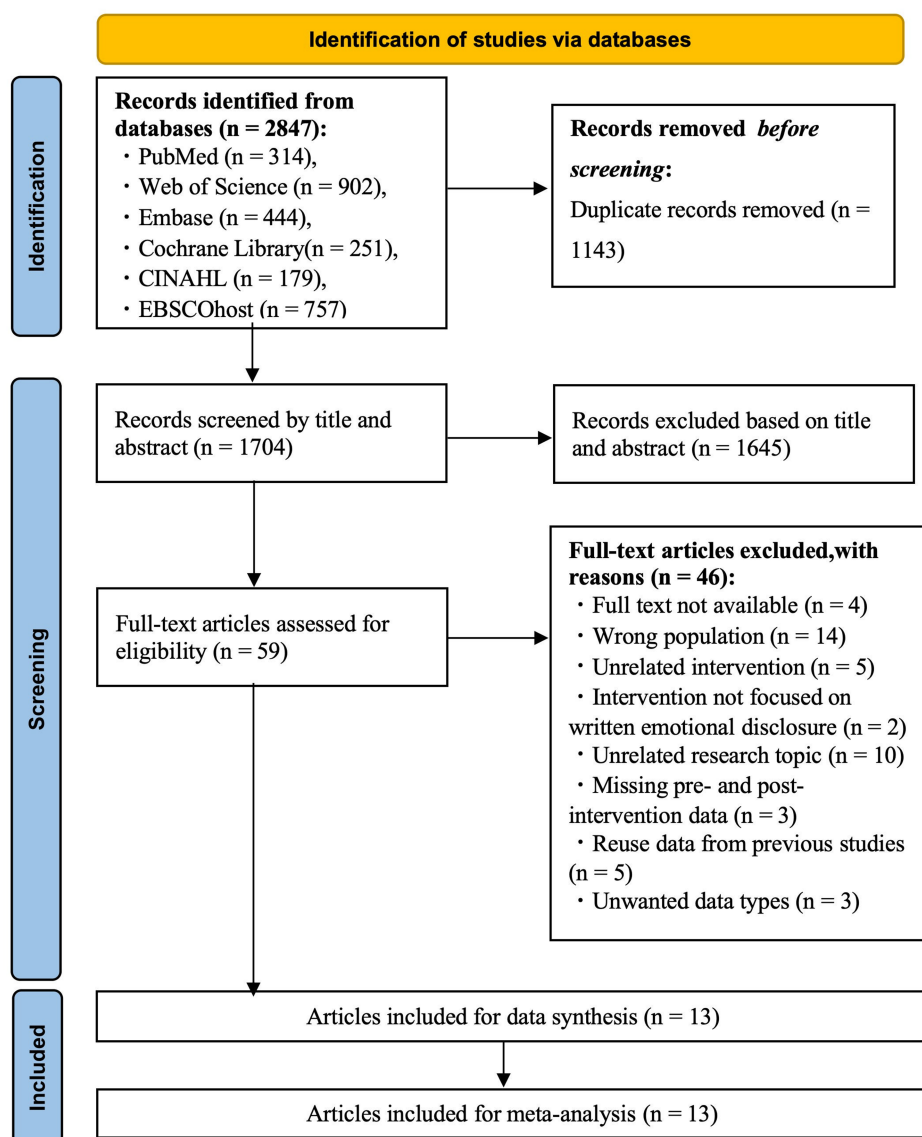 Identification of studies via databases
Identification
Records identified from
databases (n = 2847):
· PubMed (n = 314),
· Web of Science (n = 902),
· Embase (n = 444),
· Cochrane Library(n = 251),
· CINAHL (n = 179),
· EBSCOhost (n = 757)
Records removed before
screening:
Duplicate records removed (n =
1143)
Screening
Records screened by title and
abstract (n = 1704)
Records excluded based on title
and abstract (n = 1645)
Full-text articles assessed for
eligibility (n = 59)
Full-text articles excluded,with
reasons (n = 46):
· Full text not available (n = 4)
· Wrong population (n = 14)
· Unrelated intervention (n = 5)
· Intervention not focused on
written emotional disclosure (n = 2)
· Unrelated research topic (n = 10)
· Missing pre- and post-
intervention data (n = 3)
· Reuse data from previous studies
(n = 5)
· Unwanted data types (n = 3)
Included
Articles included for data synthesis (n = 13)
Articles included for meta-analysis (n = 13)